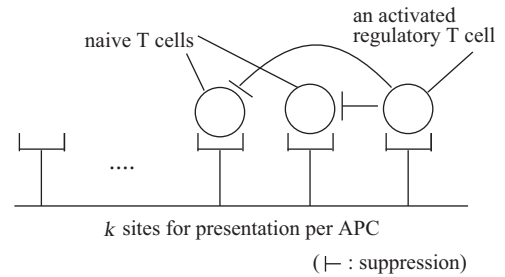 an activated
regulatory T cell
naive T cells
....
k sites for presentation per APC
( ⊢ : suppression)